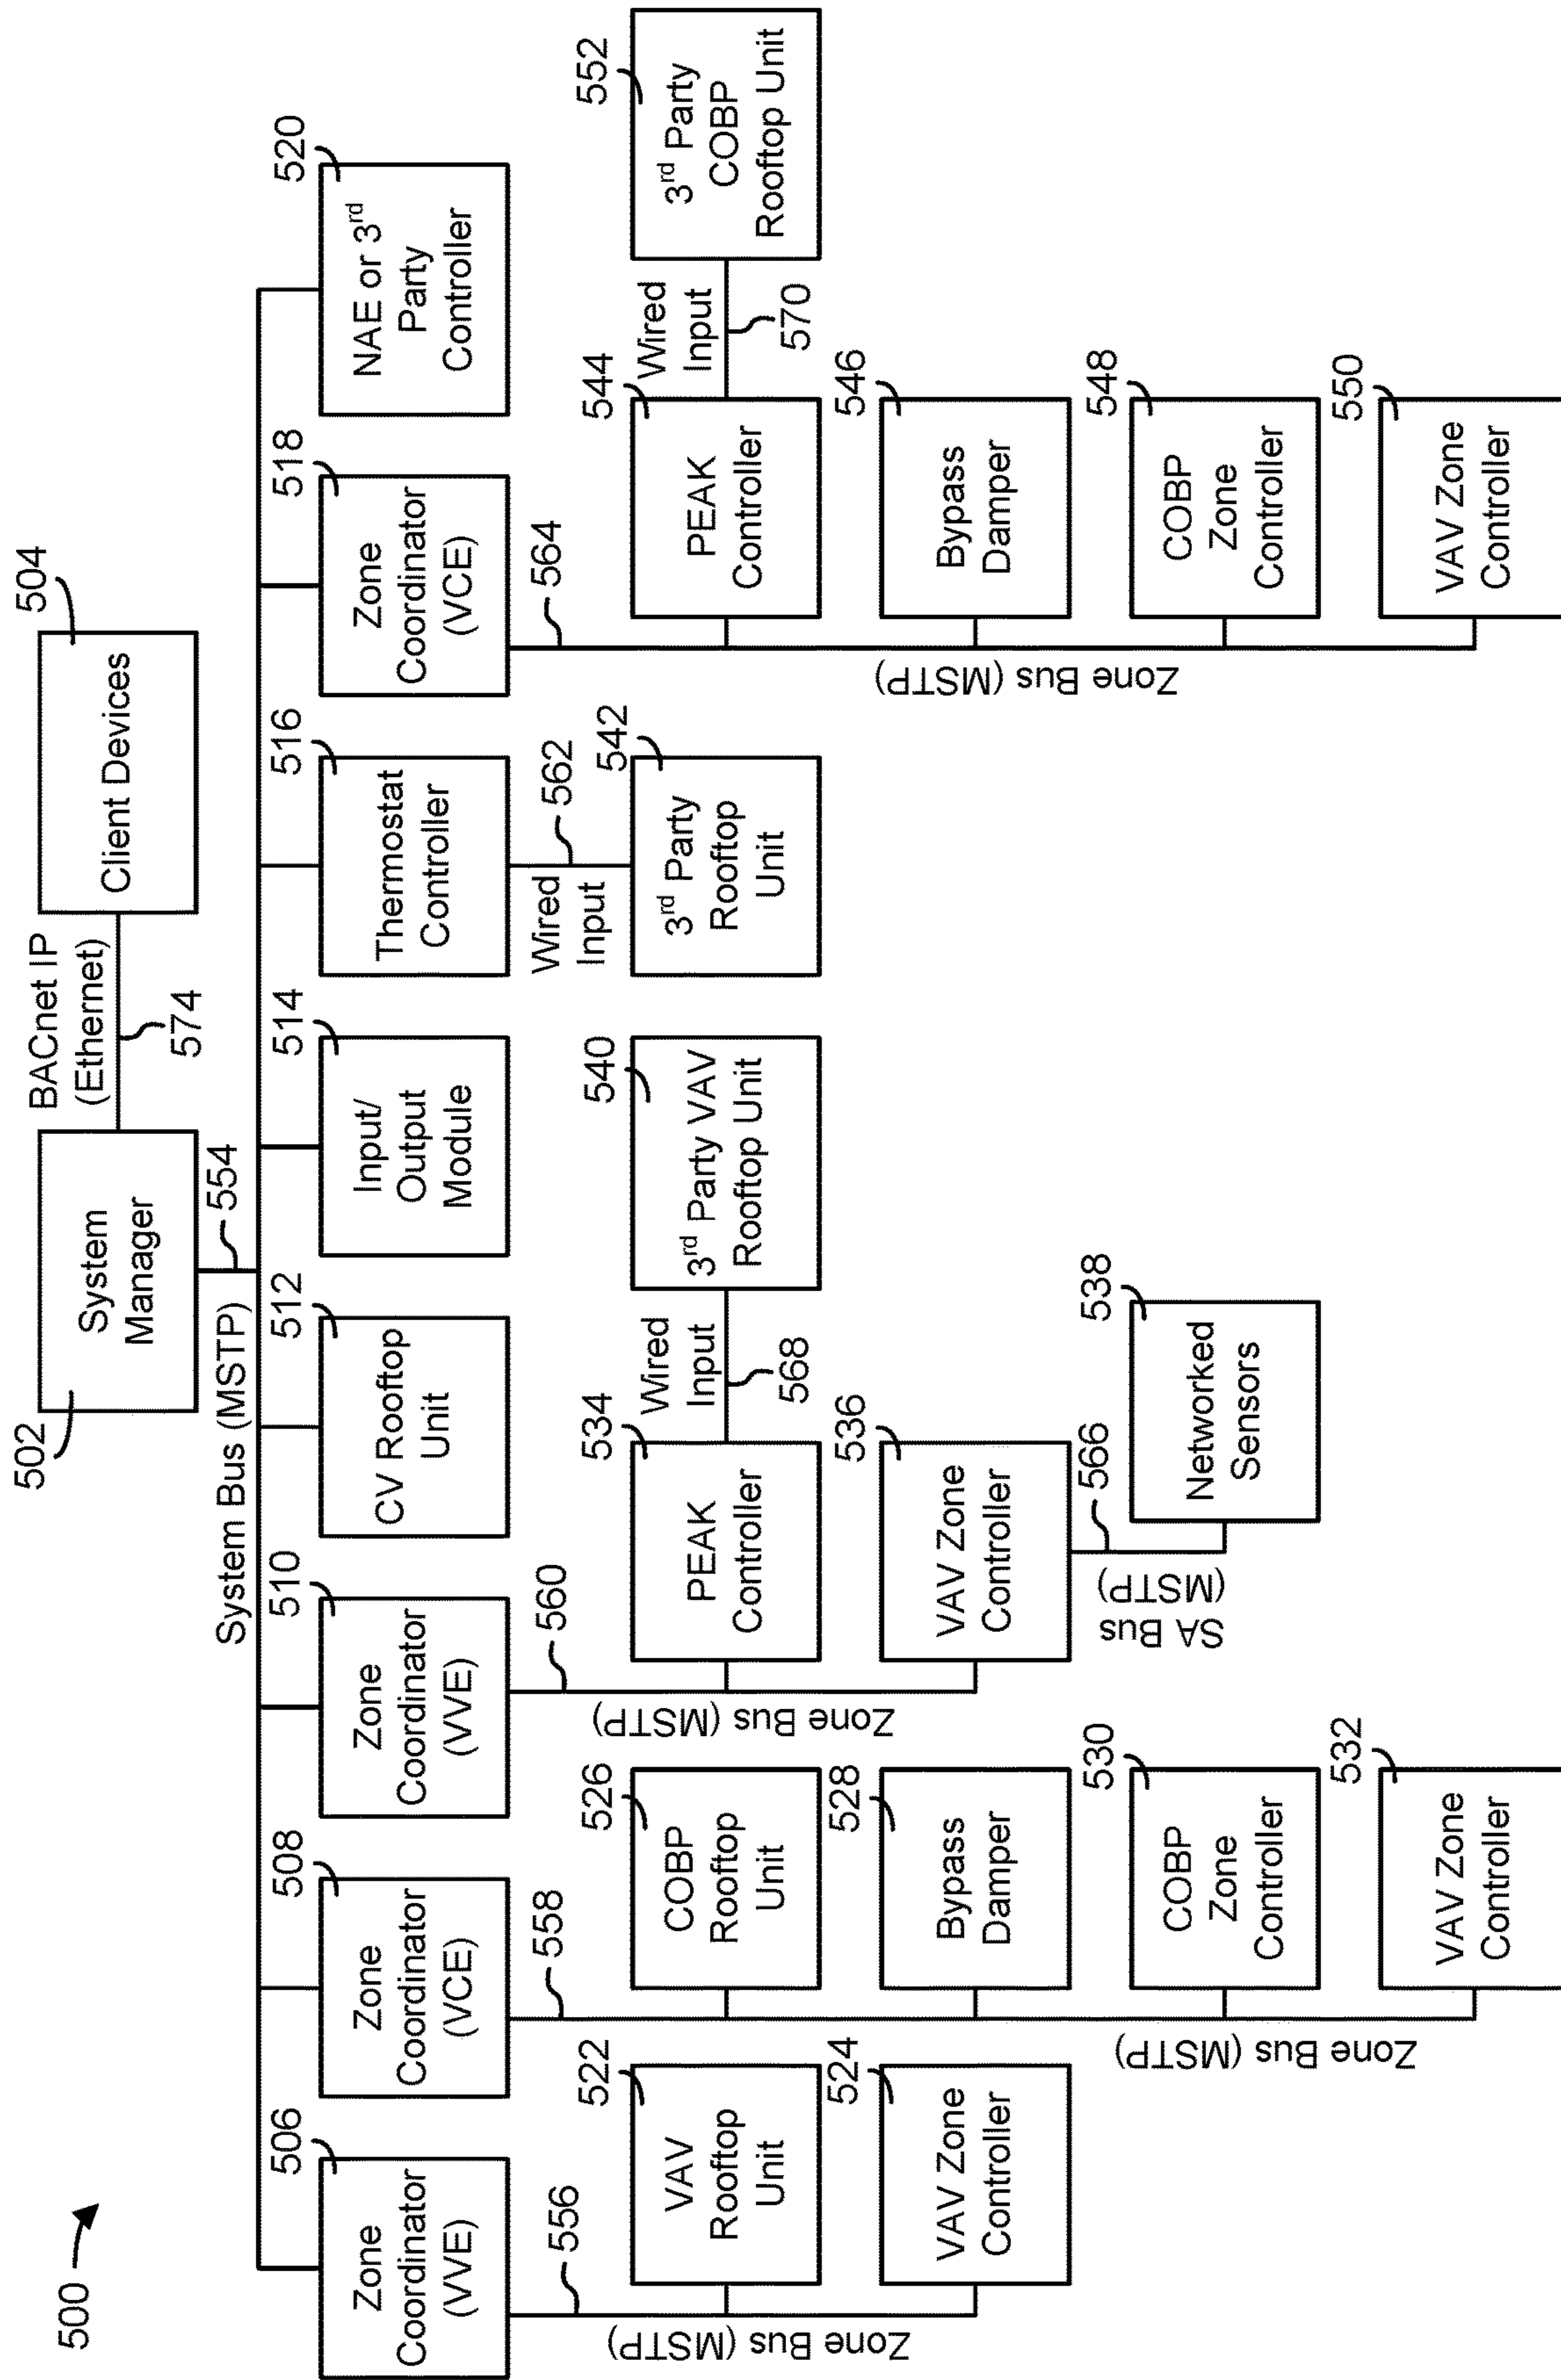 500
502
System
Manager
BACnet IP
(Ethernet)
574
504
Client Devices
554
System Bus (MSTP)
506
Zone
Coordinator
(VVE)
508
Zone
Coordinator
(VCE)
510
Zone
Coordinator
(VVE)
512
CV Rooftop
Unit
514
Input/
Output
Module
516
Thermostat
Controller
518
Zone
Coordinator
(VCE)
520
NAE or 3rd
Party
Controller
556
Zone Bus (MSTP)
522
VAV
Rooftop
Unit
524
VAV Zone
Controller
558
Zone Bus (MSTP)
526
COBP
Rooftop
Unit
528
Bypass
Damper
530
COBP
Zone
Controller
532
VAV Zone
Controller
560
Zone Bus (MSTP)
534
PEAK
Controller
Wired
Input
568
540
3rd Party VAV
Rooftop Unit
536
VAV Zone
Controller
566
SA Bus
(MSTP)
538
Networked
Sensors
Wired
Input
562
542
3rd Party
Rooftop
Unit
564
Zone Bus (MSTP)
544
PEAK
Controller
Wired
Input
570
552
3rd Party
COBP
Rooftop Unit
546
Bypass
Damper
548
COBP
Zone
Controller
550
VAV Zone
Controller